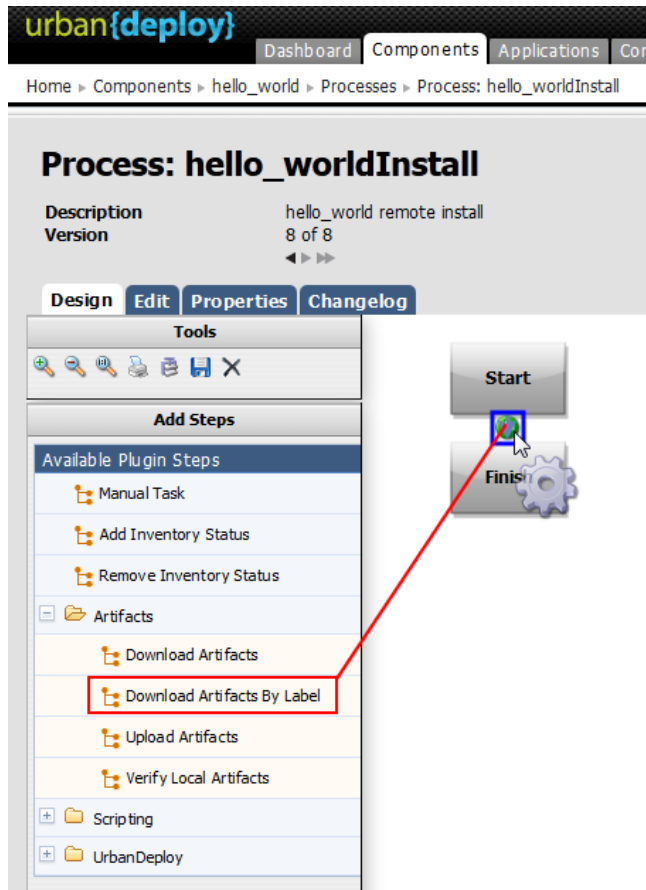 urban{deploy}
Dashboard Components Applications
Home ▸ Components ▸ hello_world ▸ Processes ▸ Process: hello_worldInstall
Process: hello_worldInstall
Description hello_world remote install
Version 8 of 8
Design Edit Properties Changelog
Tools
Start
Add Steps
Available Plugin Steps
Finish
Manual Task
Add Inventory Status
Remove Inventory Status
Artifacts
Download Artifacts
Download Artifacts By Label
Upload Artifacts
Verify Local Artifacts
Scripting
UrbanDeploy